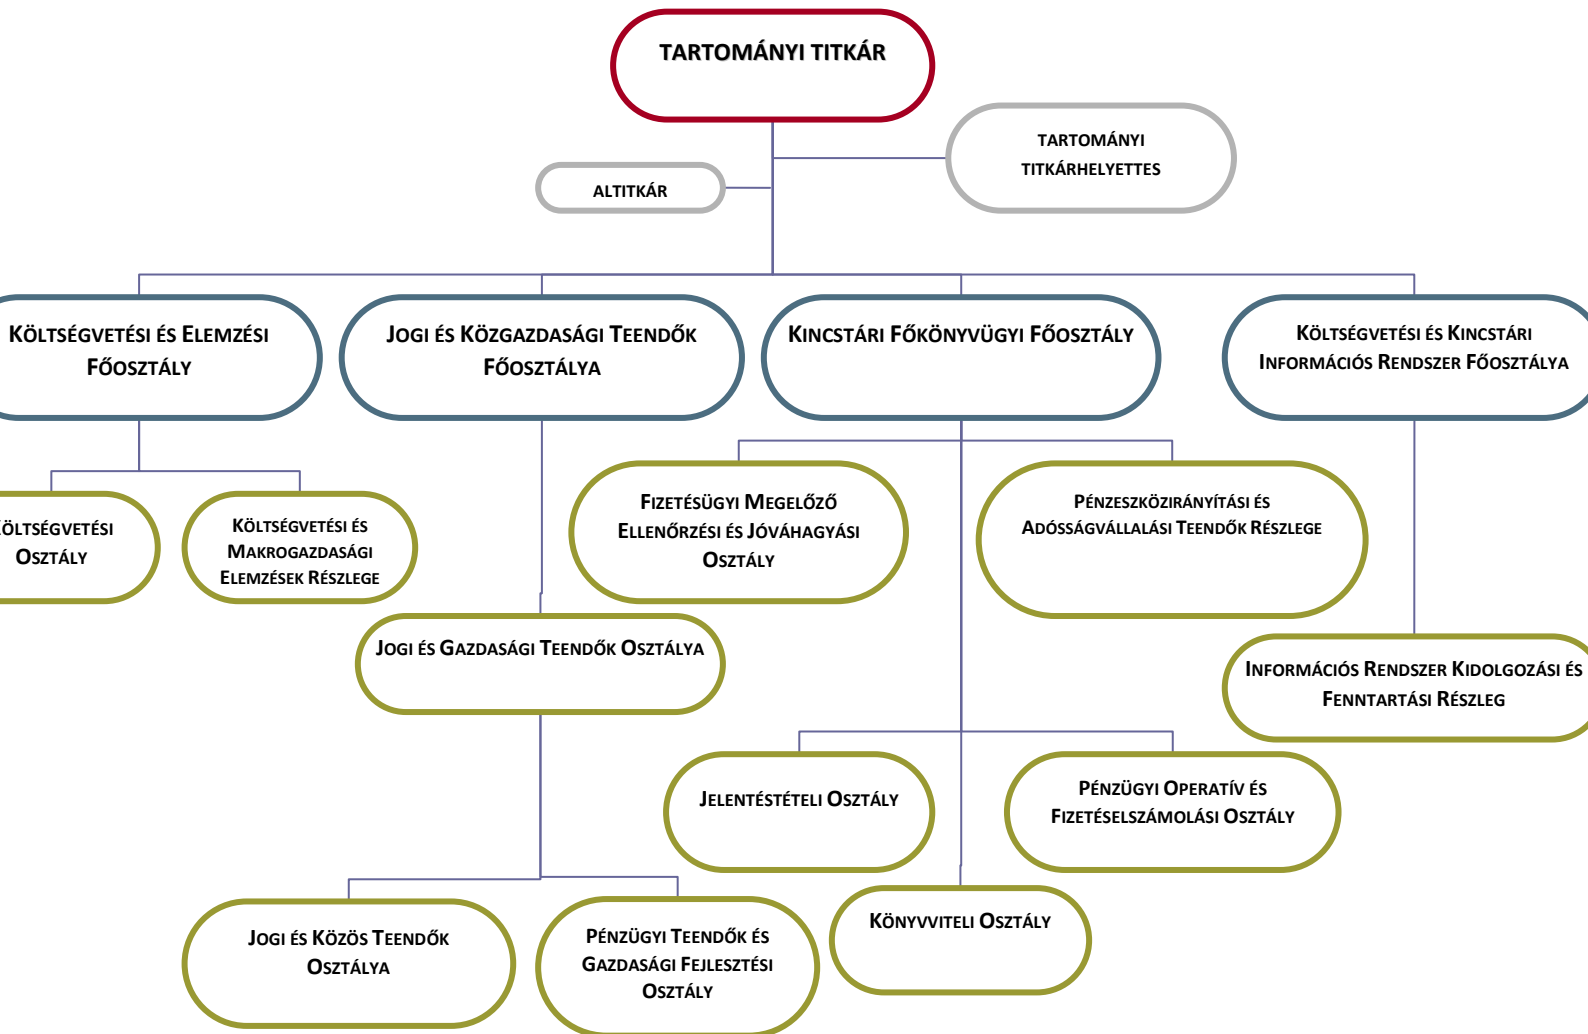 TARTOMÁNYI TITKÁR
TARTOMÁNYI
TITKÁRHELYETTES
ALTITKÁR
KÖLTSÉGVETÉSI ÉS ELEMZÉSI
FŐOSZTÁLY
JOGI ÉS KÖZGAZDASÁGI TEENDŐK
FŐOSZTÁLYA
KINCSTÁRI FŐKÖNYVÜGYI FŐOSZTÁLY
KÖLTSÉGVETÉSI ÉS KINCSTÁRI
INFORMÁCIÓS RENDSZER FŐOSZTÁLYA
KÖLTSÉGVETÉSI
OSZTÁLY
KÖLTSÉGVETÉSI ÉS
MAKROGAZDASÁGI
ELEMZÉSEK RÉSZLEGE
FIZETÉSÜGYI MEGELŐZŐ
ELLENŐRZÉSI ÉS JÓVÁHAGYÁSI
OSZTÁLY
PÉNZESZKÖZIRÁNYÍTÁSI ÉS
ADÓSSÁGVÁLLALÁSI TEENDŐK RÉSZLEGE
JOGI ÉS GAZDASÁGI TEENDŐK OSZTÁLYA
INFORMÁCIÓS RENDSZER KIDOLGOZÁSI ÉS
FENNTARTÁSI RÉSZLEG
JELENTÉSTÉTELI OSZTÁLY
PÉNZÜGYI OPERATÍV ÉS
FIZETÉSELSZÁMOLÁSI OSZTÁLY
JOGI ÉS KÖZÖS TEENDŐK
OSZTÁLYA
PÉNZÜGYI TEENDŐK ÉS
GAZDASÁGI FEJLESZTÉSI
OSZTÁLY
KÖNYVVITELI OSZTÁLY